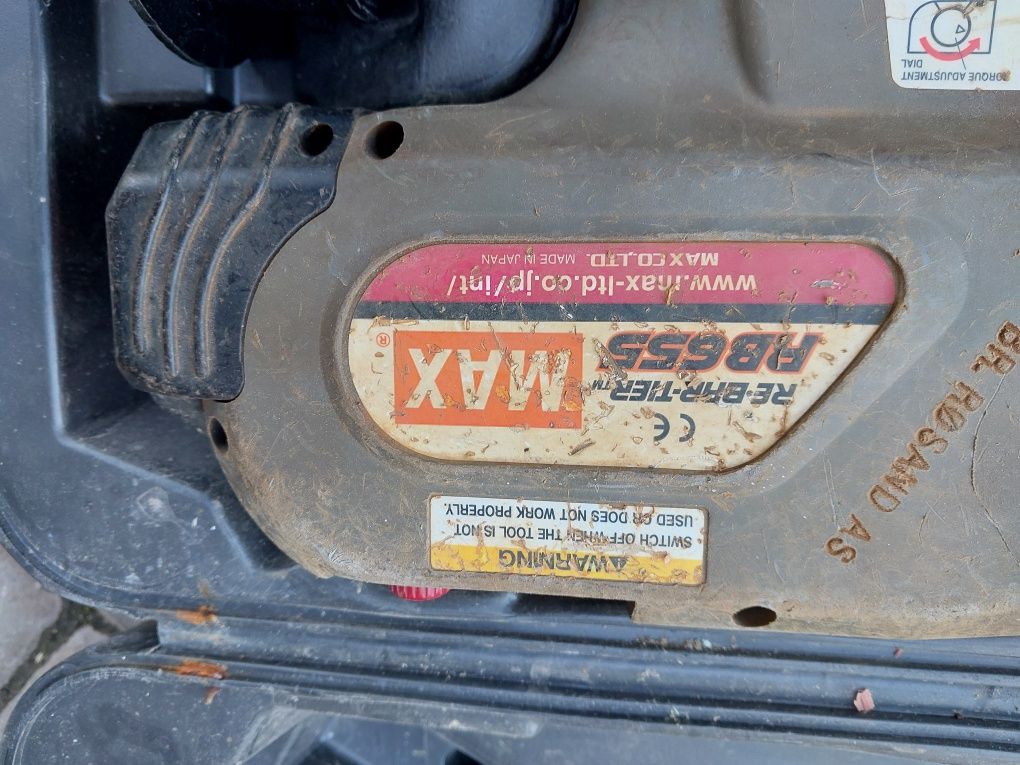 TORQUE ADJUSTMENT
DIAL
WARNING
SWITCH OFF WHEN THE TOOL IS NOT
USED OR DOES NOT WORK PROPERLY.
CE
RE-BAR-TIER™
RB655
MAX®
www.max-ltd.co.jp/int/
MAX CO.,LTD. MADE IN JAPAN
BR. RØSAND AS